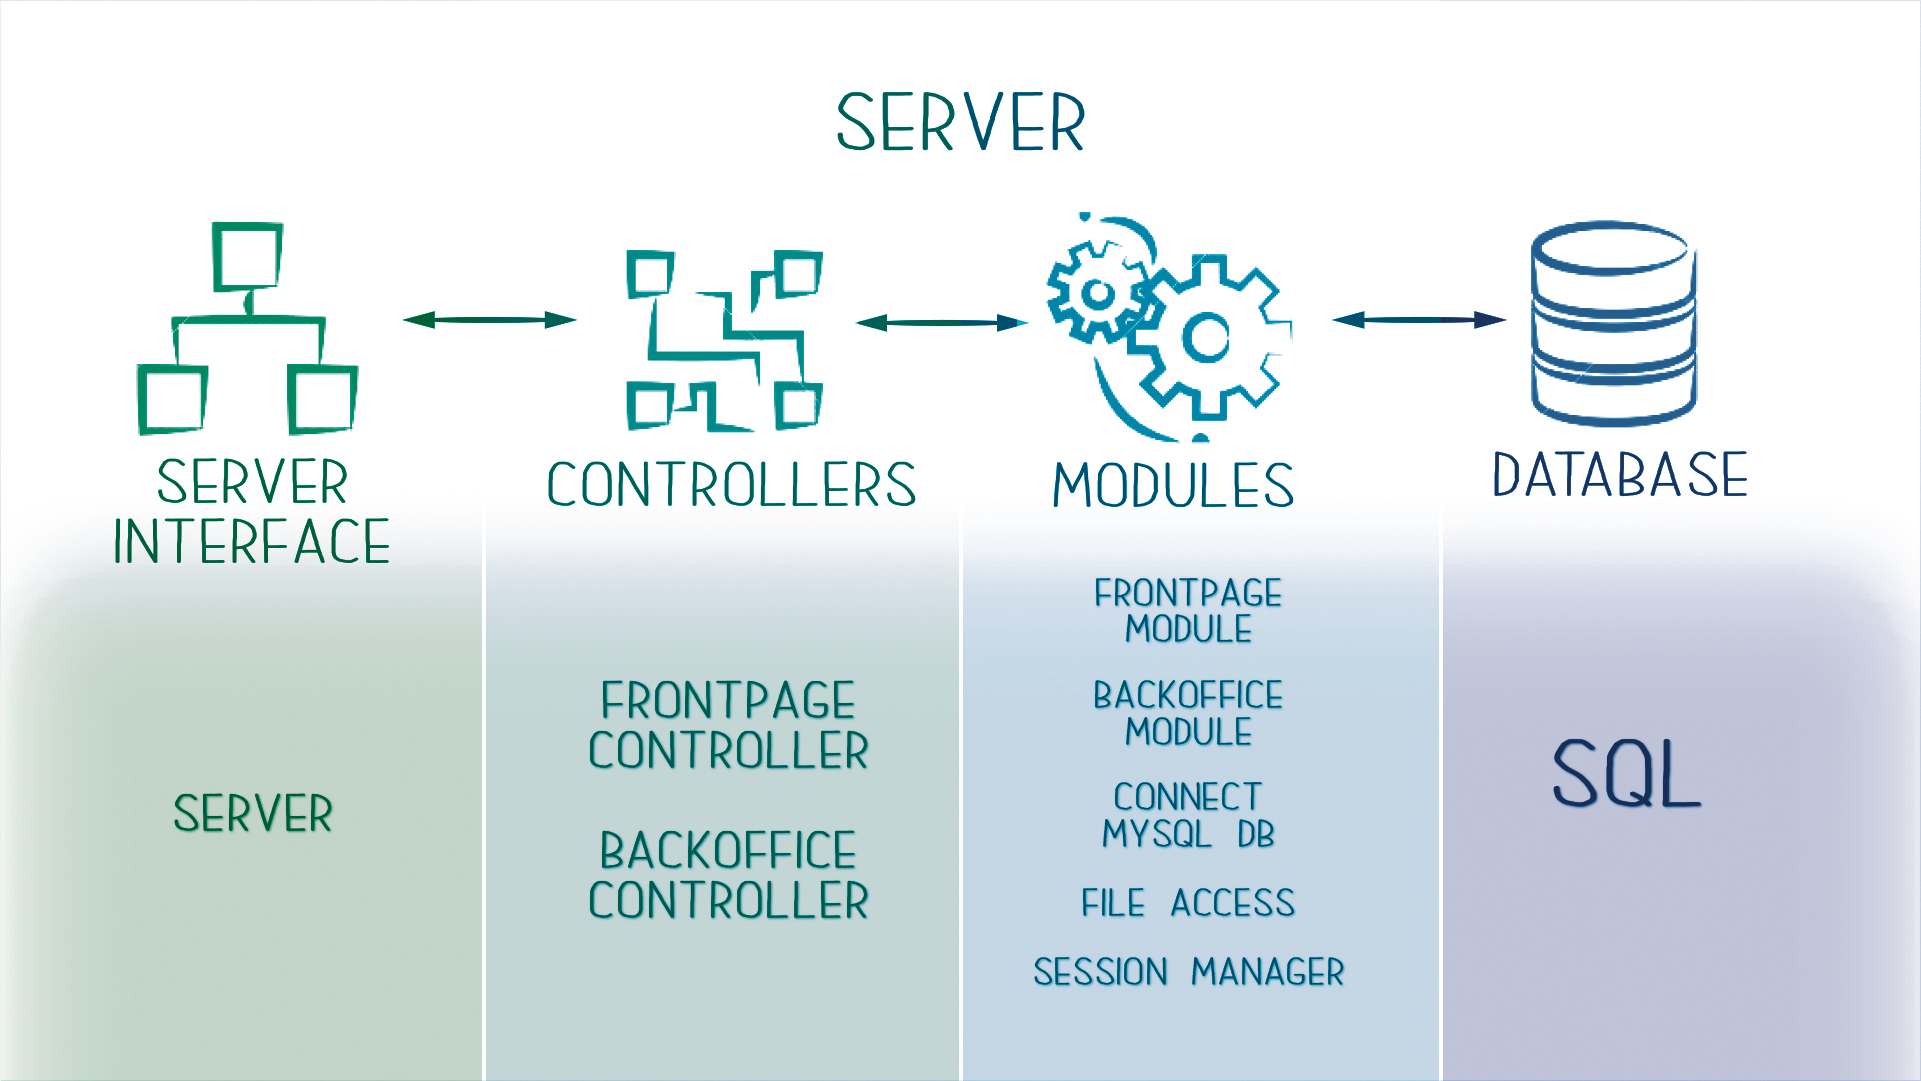 SERVER
SERVER
INTERFACE
CONTROLLERS
MODULES
DATABASE
SERVER
FRONTPAGE
CONTROLLER
BACKOFFICE
CONTROLLER
FRONTPAGE
MODULE
BACKOFFICE
MODULE
CONNECT
MYSQL DB
FILE ACCESS
SESSION MANAGER
SQL